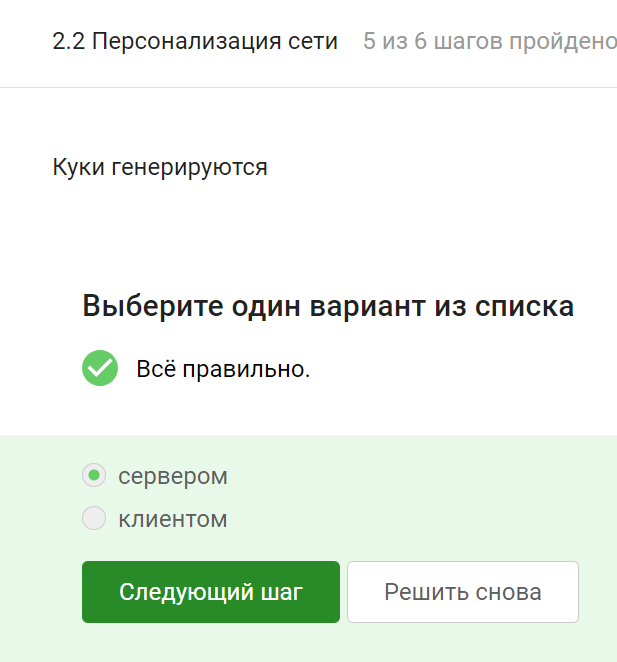 2.2 Персонализация сети 5 из 6 шагов пройдено
Куки генерируются
Выберите один вариант из списка
Всё правильно.
сервером
клиентом
Следующий шаг Решить снова